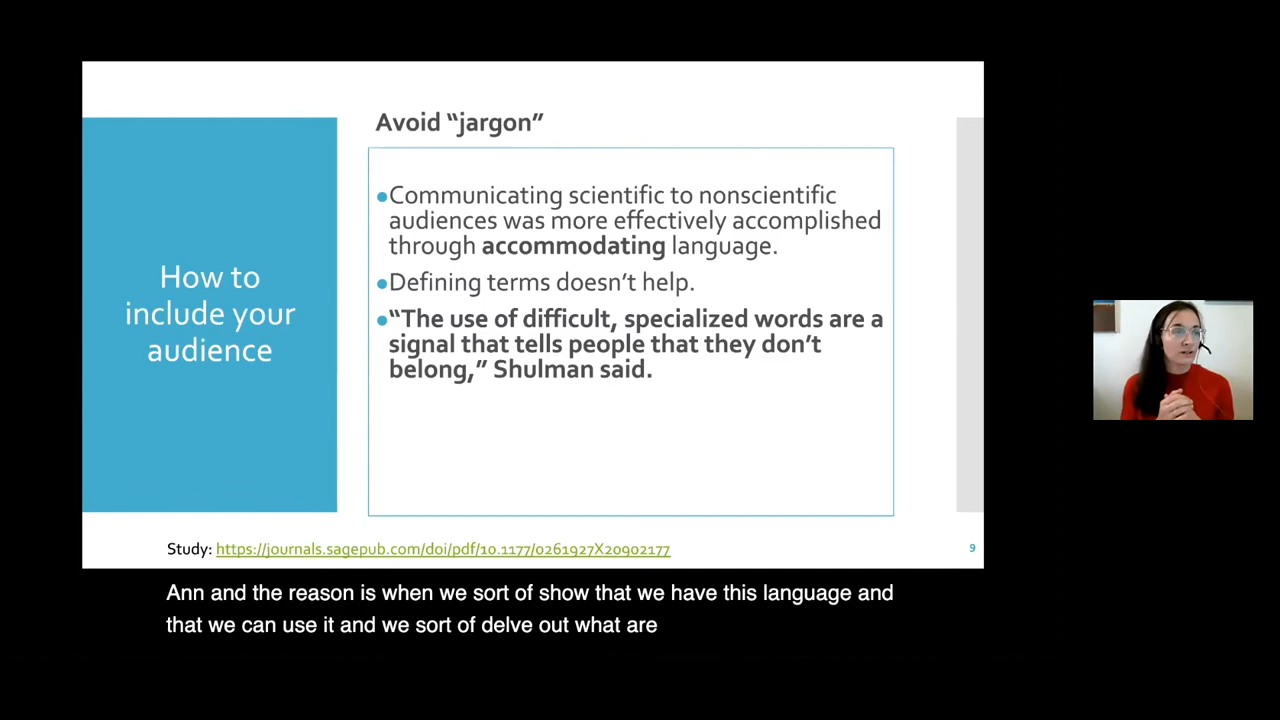 How to
include your
audience
Avoid “jargon”
●Communicating scientific to nonscientific
audiences was more effectively accomplished
through accommodating language.
●Defining terms doesn’t help.
●“The use of difficult, specialized words are a
signal that tells people that they don’t
belong,” Shulman said.
Study: https://journals.sagepub.com/doi/pdf/10.1177/0261927X20902177
9
Ann and the reason is when we sort of show that we have this language and
that we can use it and we sort of delve out what are